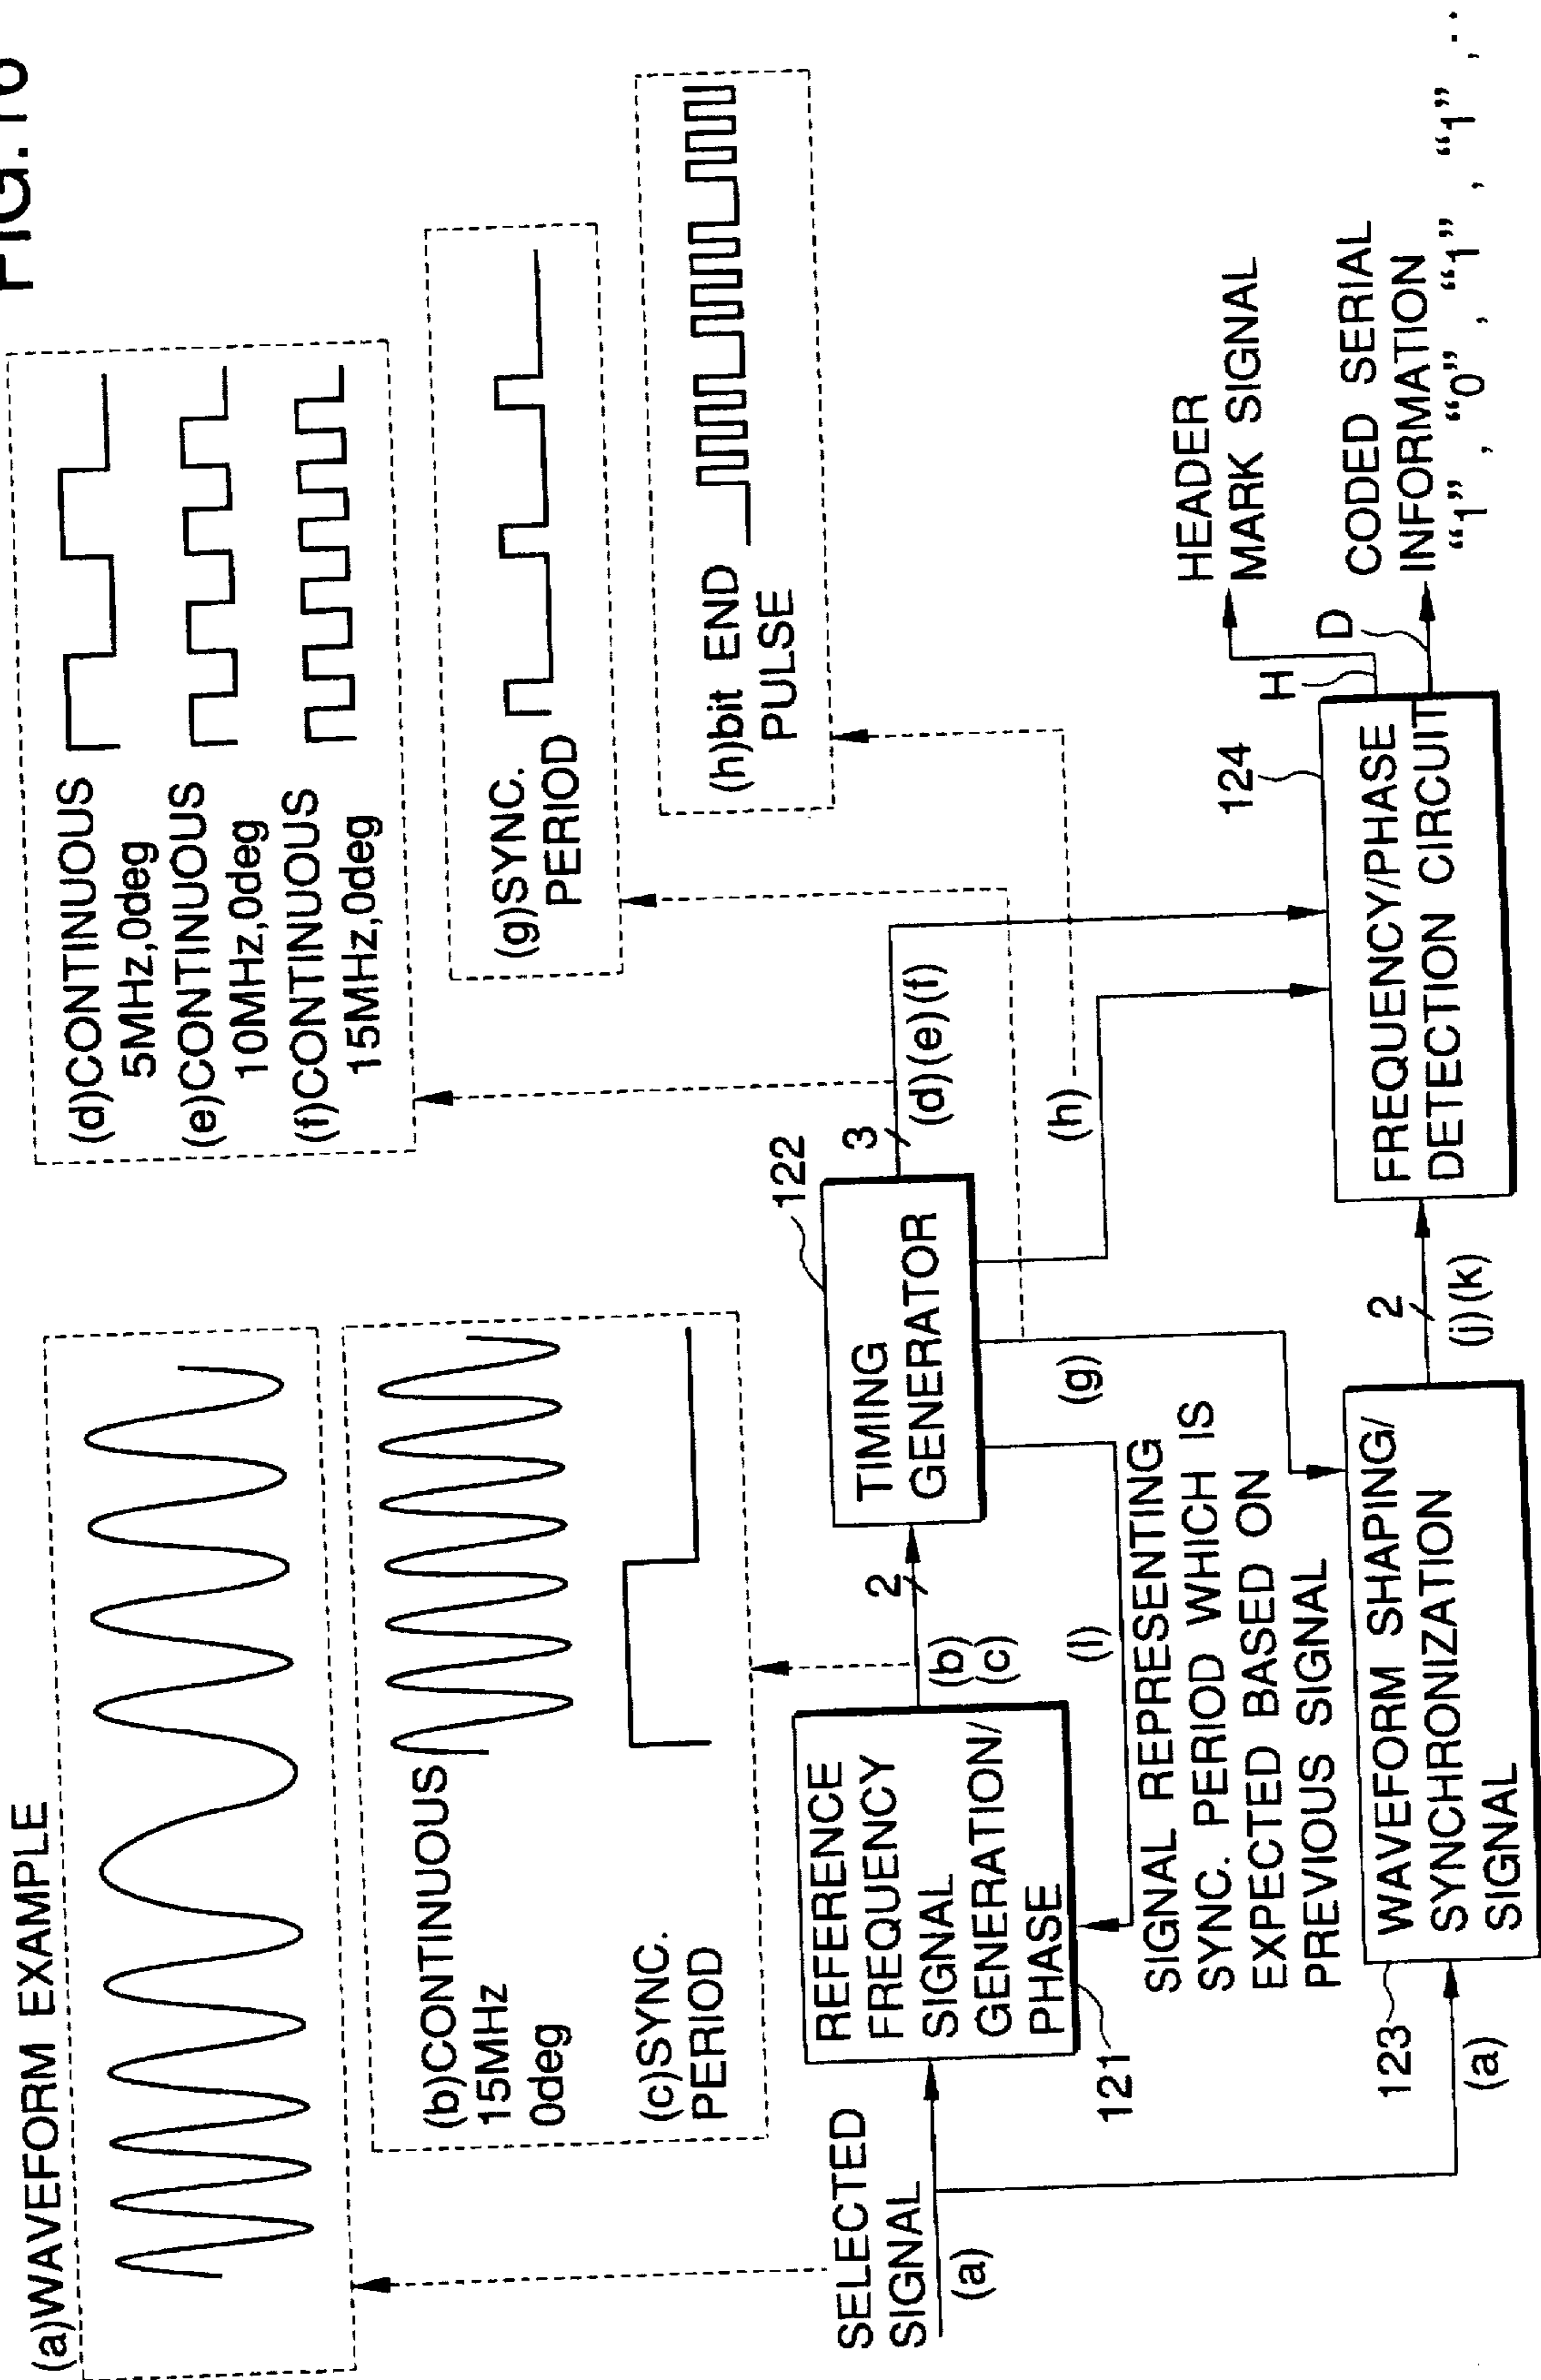 FIG.16
(a)WAVEFORM EXAMPLE
(b)CONTINUOUS
15MHz
0deg
(c)SYNC.
PERIOD
(d)CONTINUOUS
5MHz,0deg
(e)CONTINUOUS
10MHz,0deg
(f)CONTINUOUS
15MHz,0deg
(g)SYNC.
PERIOD
(h)bit END
PULSE
SELECTED
SIGNAL
(a)
REFERENCE
FREQUENCY
SIGNAL
GENERATION/
PHASE
121
2
(b)
(c)
TIMING
GENERATOR
122
3
(d)(e)(f)
(h)
(g)
(l)
SIGNAL REPRESENTING
SYNC. PERIOD WHICH IS
EXPECTED BASED ON
PREVIOUS SIGNAL
WAVEFORM SHAPING/
SYNCHRONIZATION
SIGNAL
123
(a)
2
(j)(k)
FREQUENCY/PHASE
DETECTION CIRCUIT
124
H
D
HEADER
MARK SIGNAL
CODED SERIAL
INFORMATION
“1”, “0”, “1”, “1”, ..